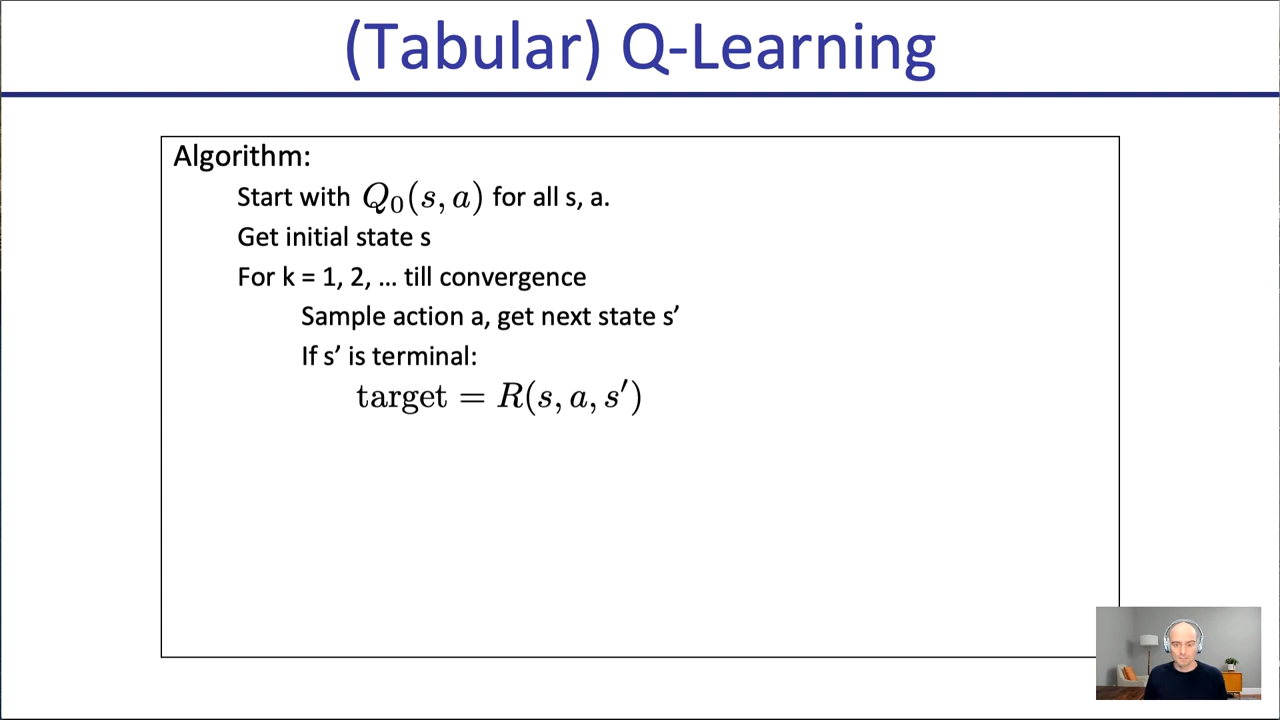 (Tabular) Q-Learning
Algorithm:
Start with Q₀(s, a) for all s, a.
Get initial state s
For k = 1, 2, … till convergence
Sample action a, get next state s’
If s’ is terminal:
target = R(s, a, s′)